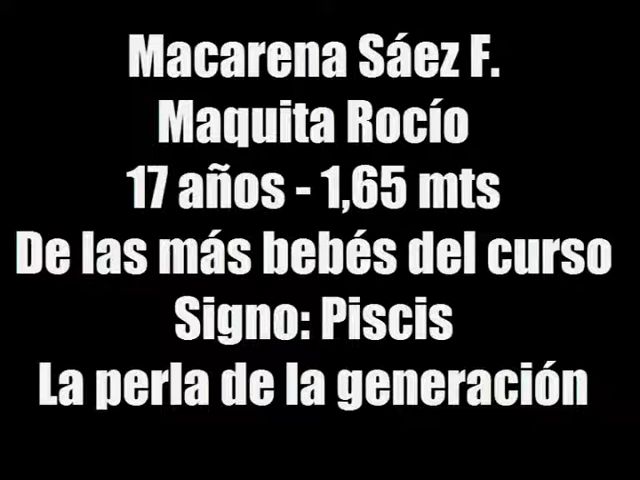 Macarena Sáez F.
Maquita Rocío
17 años - 1,65 mts
De las más bebés del curso
Signo: Piscis
La perla de la generación